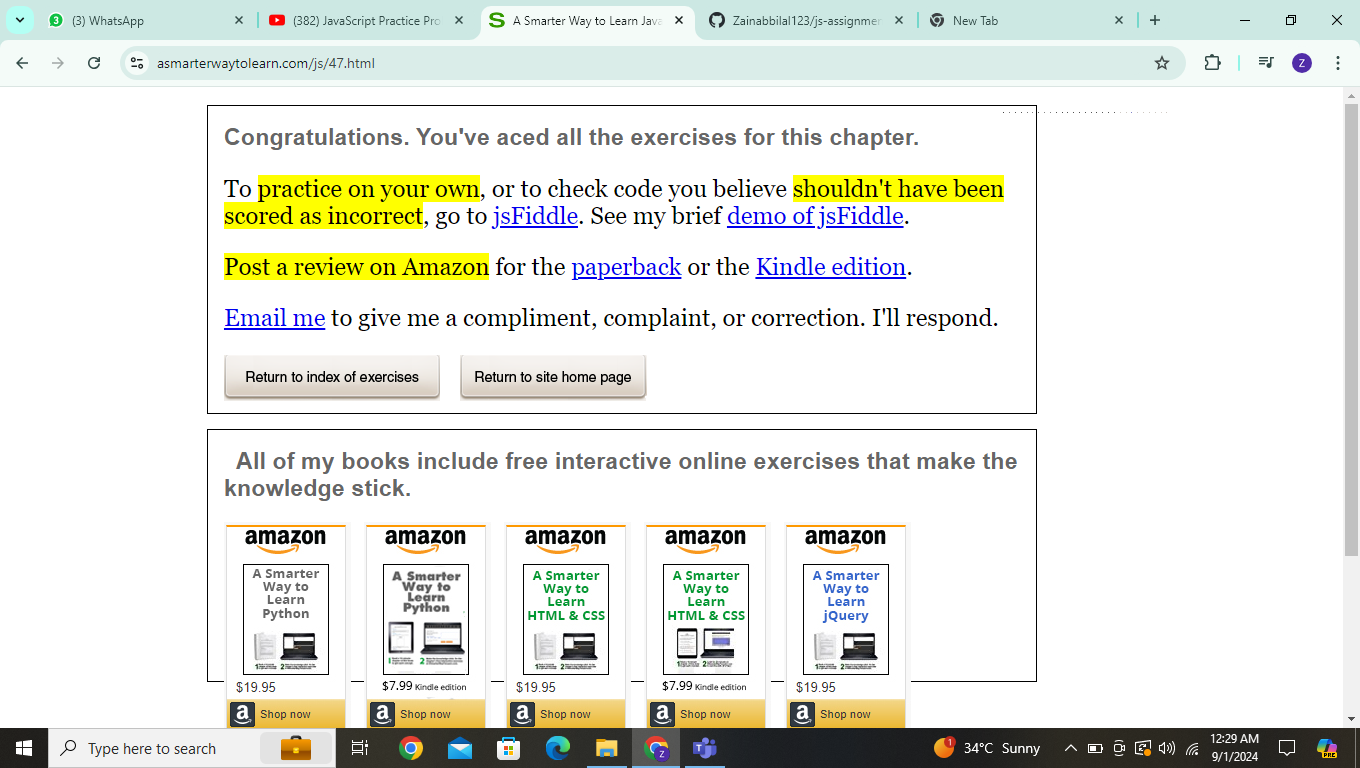 (3) WhatsApp
(382) JavaScript Practice Pro
A Smarter Way to Learn Java
Zainabbilal123/js-assignmen
New Tab
asmarterwaytolearn.com/js/47.html
Z
Congratulations. You've aced all the exercises for this chapter.
To practice on your own, or to check code you believe shouldn't have been
scored as incorrect, go to jsFiddle. See my brief demo of jsFiddle.
Post a review on Amazon for the paperback or the Kindle edition.
Email me to give me a compliment, complaint, or correction. I'll respond.
Return to index of exercises Return to site home page
All of my books include free interactive online exercises that make the
knowledge stick.
amazon amazon amazon amazon amazon
A Smarter Way to Learn Python
A Smarter Way to Learn Python
A Smarter Way to Learn HTML & CSS
A Smarter Way to Learn HTML & CSS
A Smarter Way to Learn jQuery
$19.95 $7.99 Kindle edition $19.95 $7.99 Kindle edition $19.95
Shop now Shop now Shop now Shop now Shop now
Type here to search
34°C Sunny
12:29 AM
9/1/2024